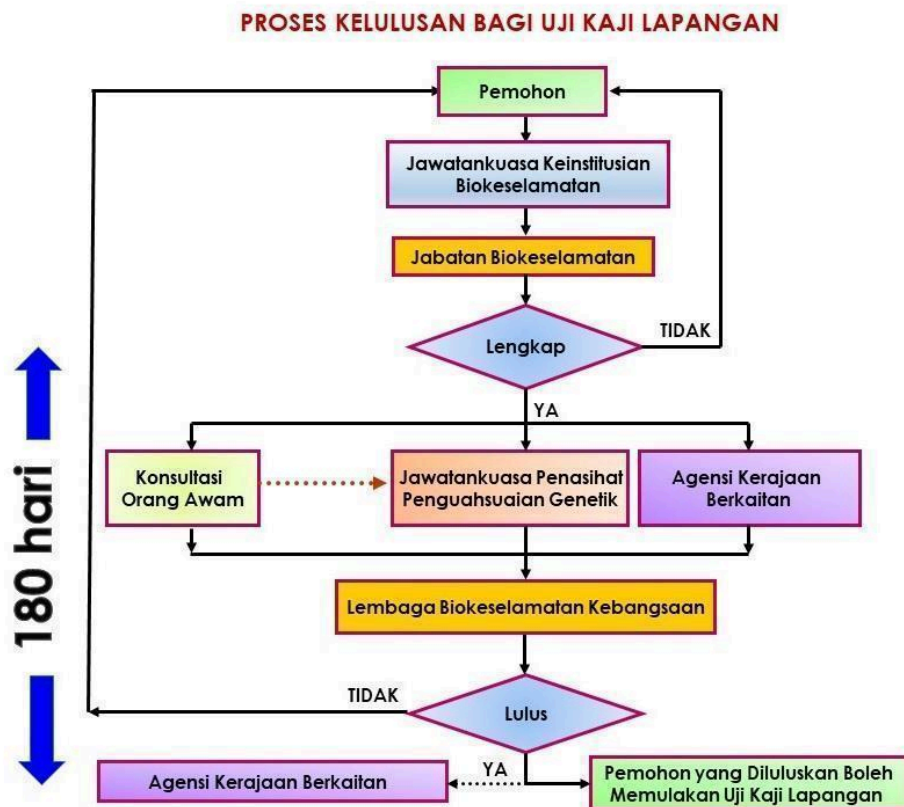 PROSES KELULUSAN BAGI UJI KAJI LAPANGAN
Pemohon
Jawatankuasa Keinstitusian
Biokeselamatan
Jabatan Biokeselamatan
Lengkap
TIDAK
YA
Konsultasi
Orang Awam
Jawatankuasa Penasihat
Penguahsuaian Genetik
Agensi Kerajaan
Berkaitan
180 hari
Lembaga Biokeselamatan Kebangsaan
TIDAK
Lulus
YA
Agensi Kerajaan Berkaitan
Pemohon yang Diluluskan Boleh
Memulakan Uji Kaji Lapangan